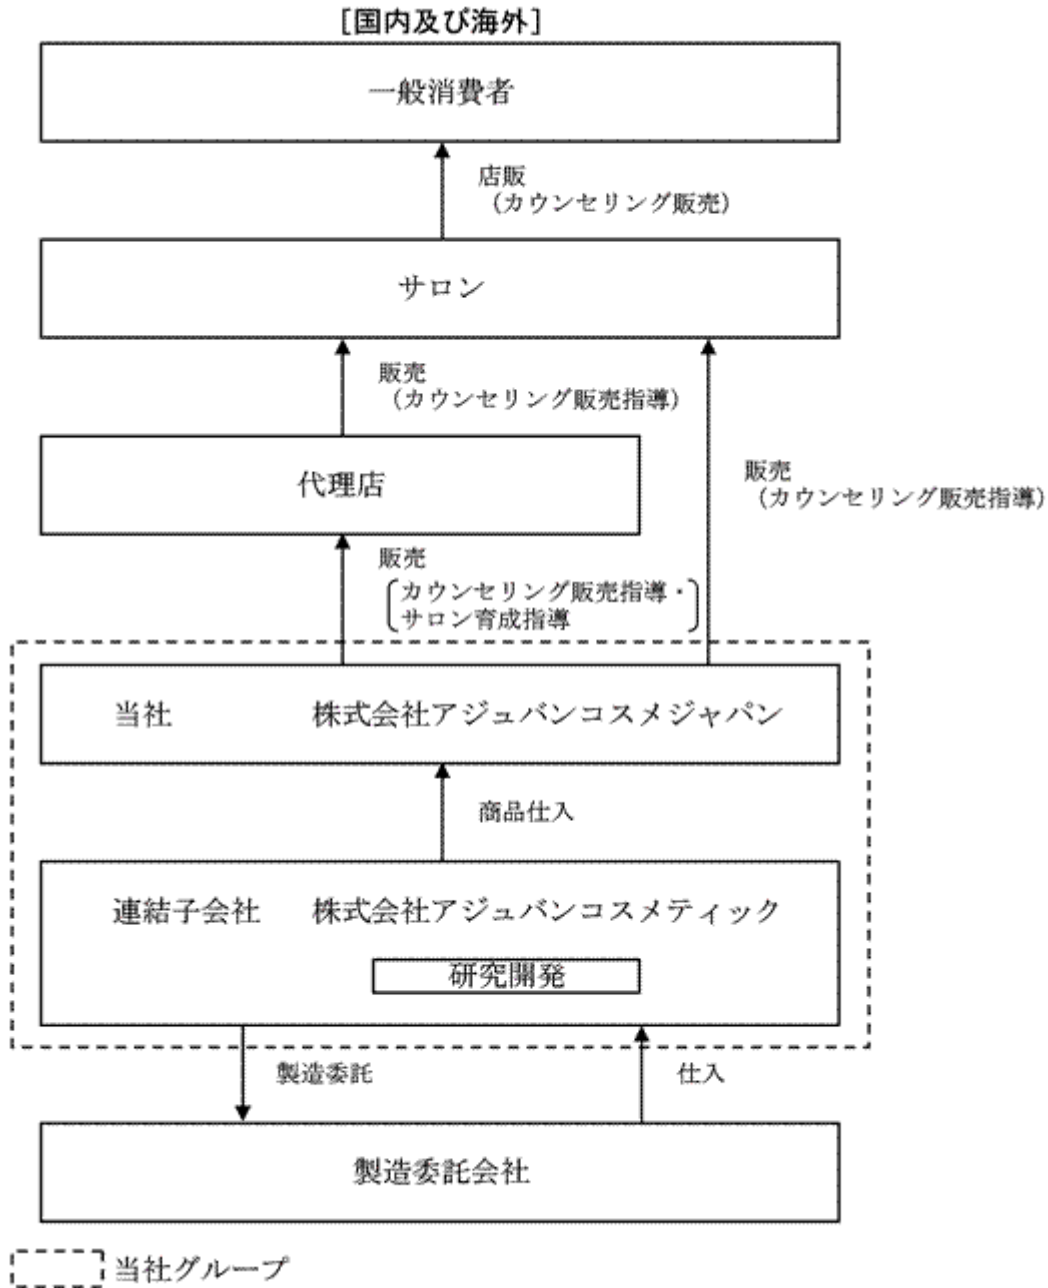 [国内及び海外]
一般消費者
店販
(カウンセリング販売)
サロン
販売
(カウンセリング販売指導)
代理店
販売
(カウンセリング販売指導)
販売
カウンセリング販売指導・
サロン育成指導
当社 株式会社アジュバンコスメジャパン
商品仕入
連結子会社 株式会社アジュバンコスメティック
研究開発
製造委託
仕入
製造委託会社
当社グループ